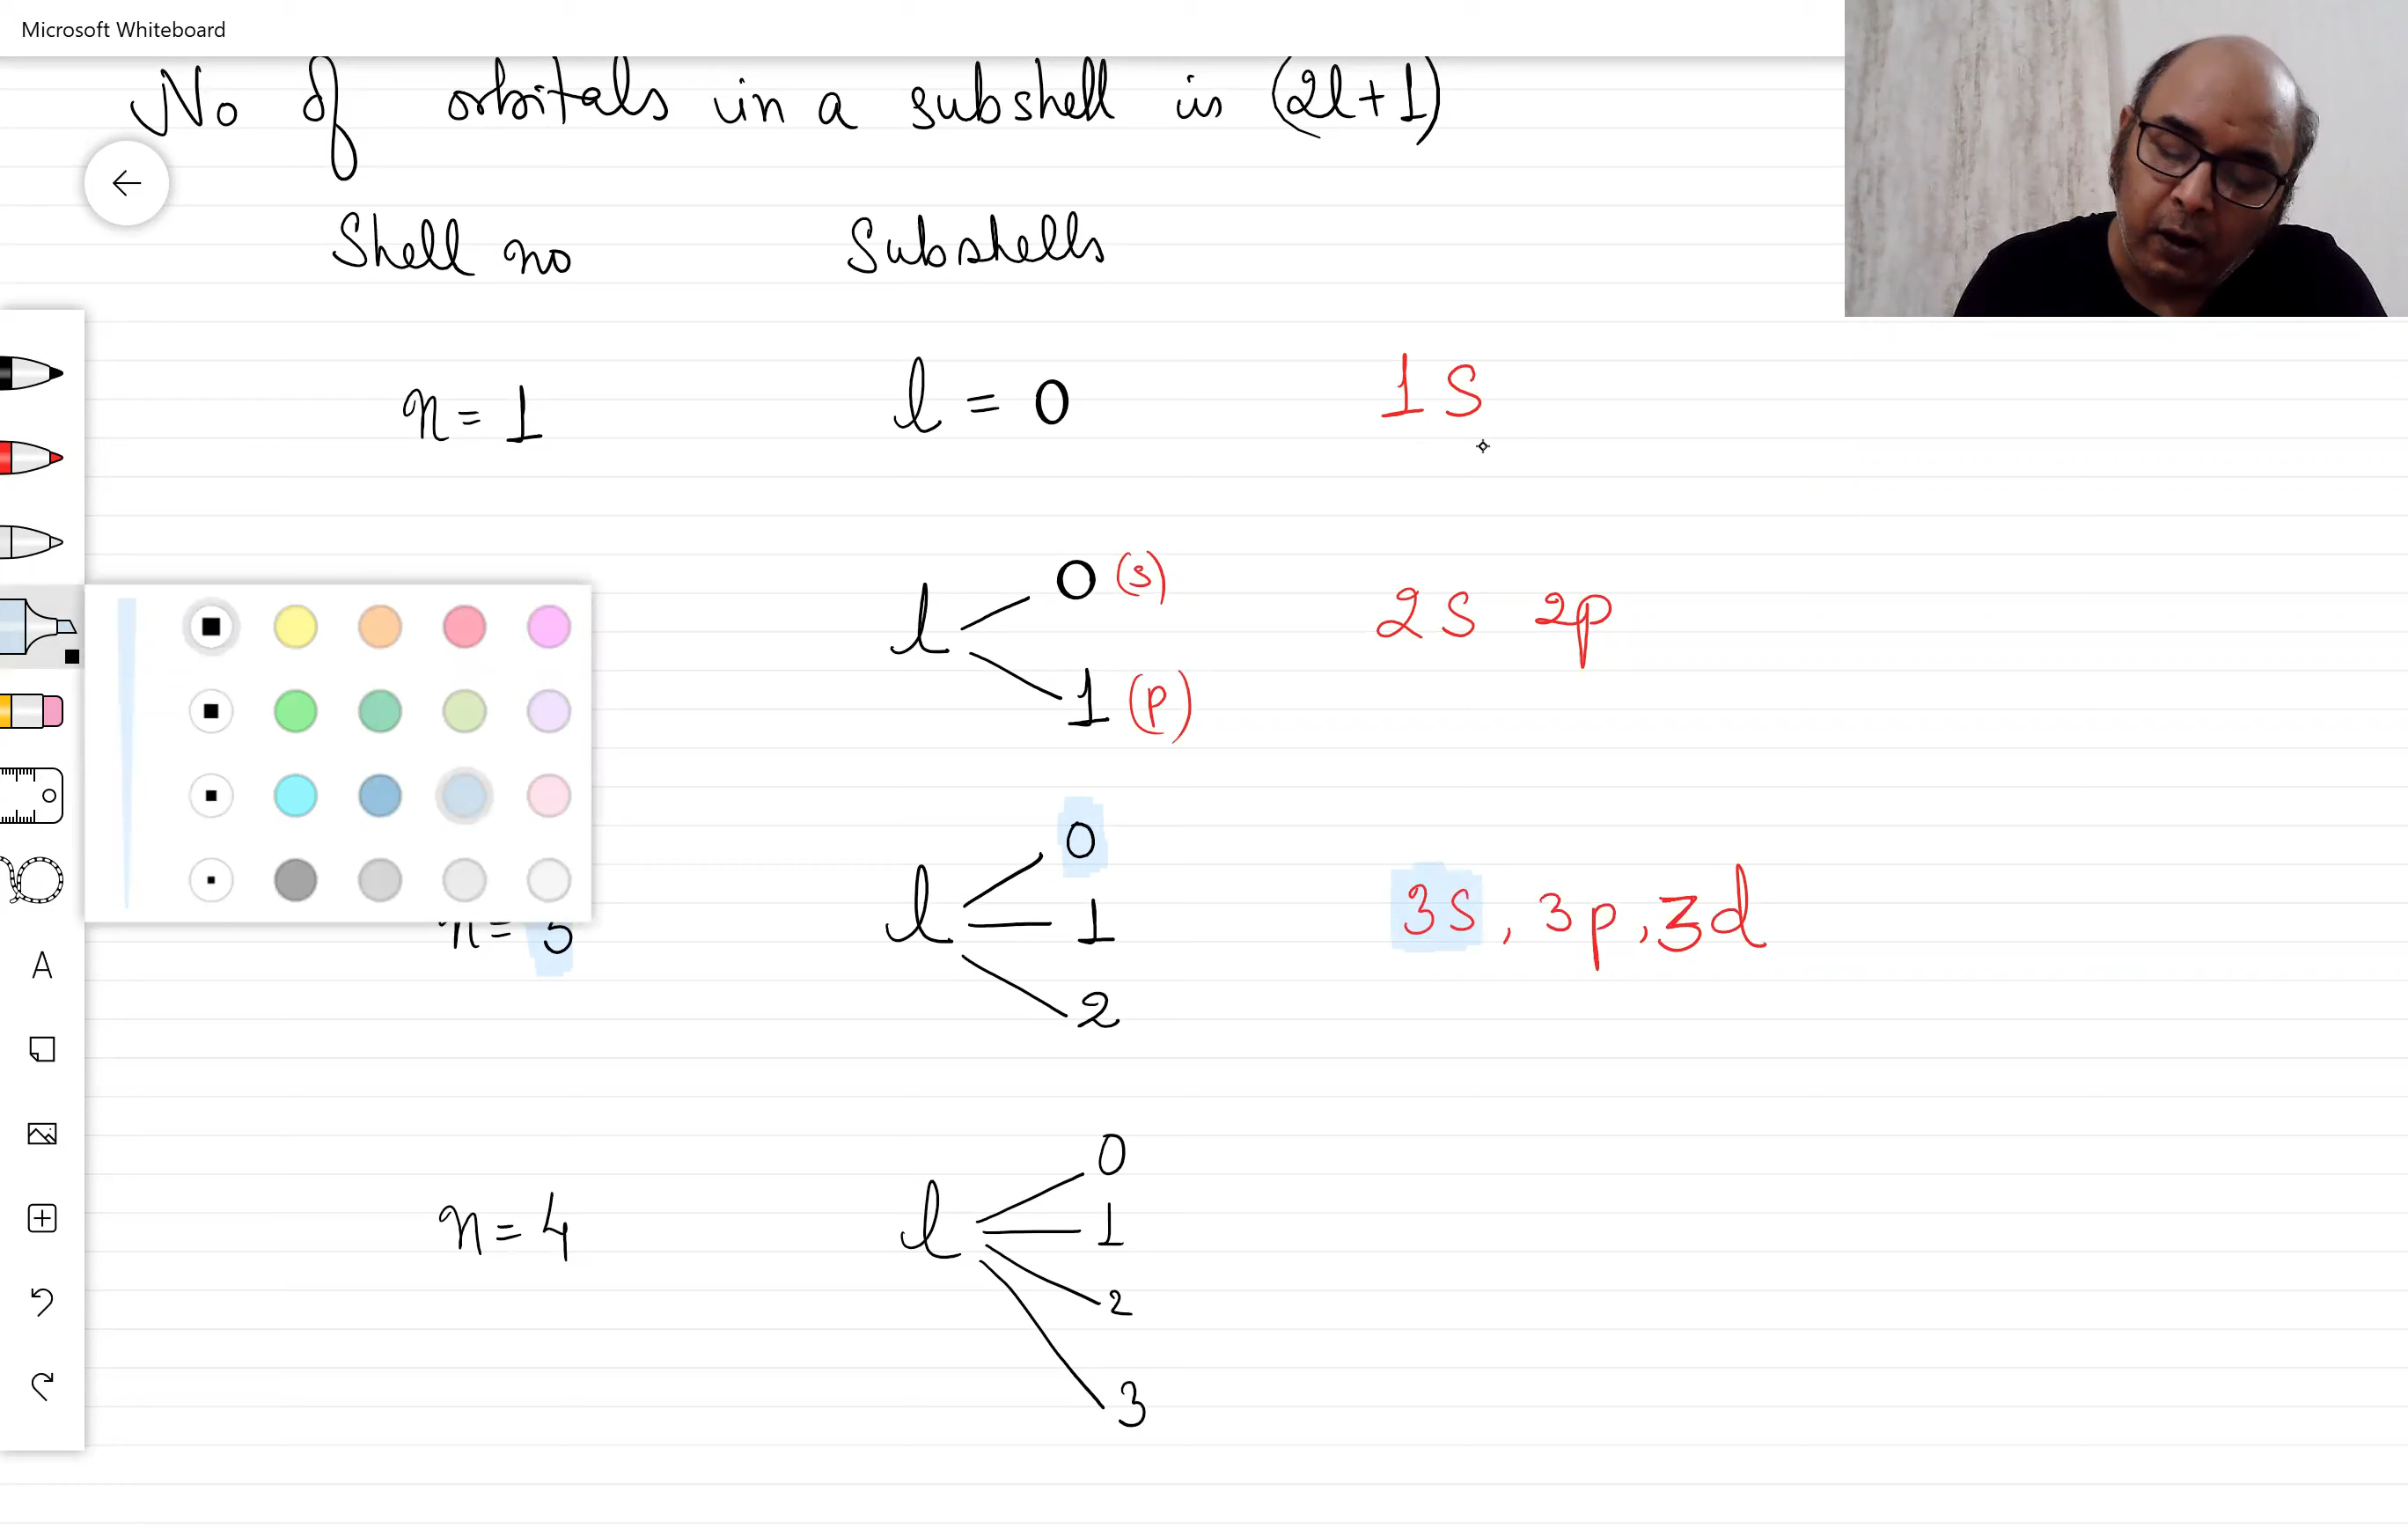 Microsoft Whiteboard
No of orbitals in a subshell is (2l+1)
Shell no Subshells
n = 1 l = 0 1s
l 0 (s) 2s 2p
1 (p)
0
n = 3 l 1 3s, 3p, 3d
2
0
n = 4 l 1
2
3
A